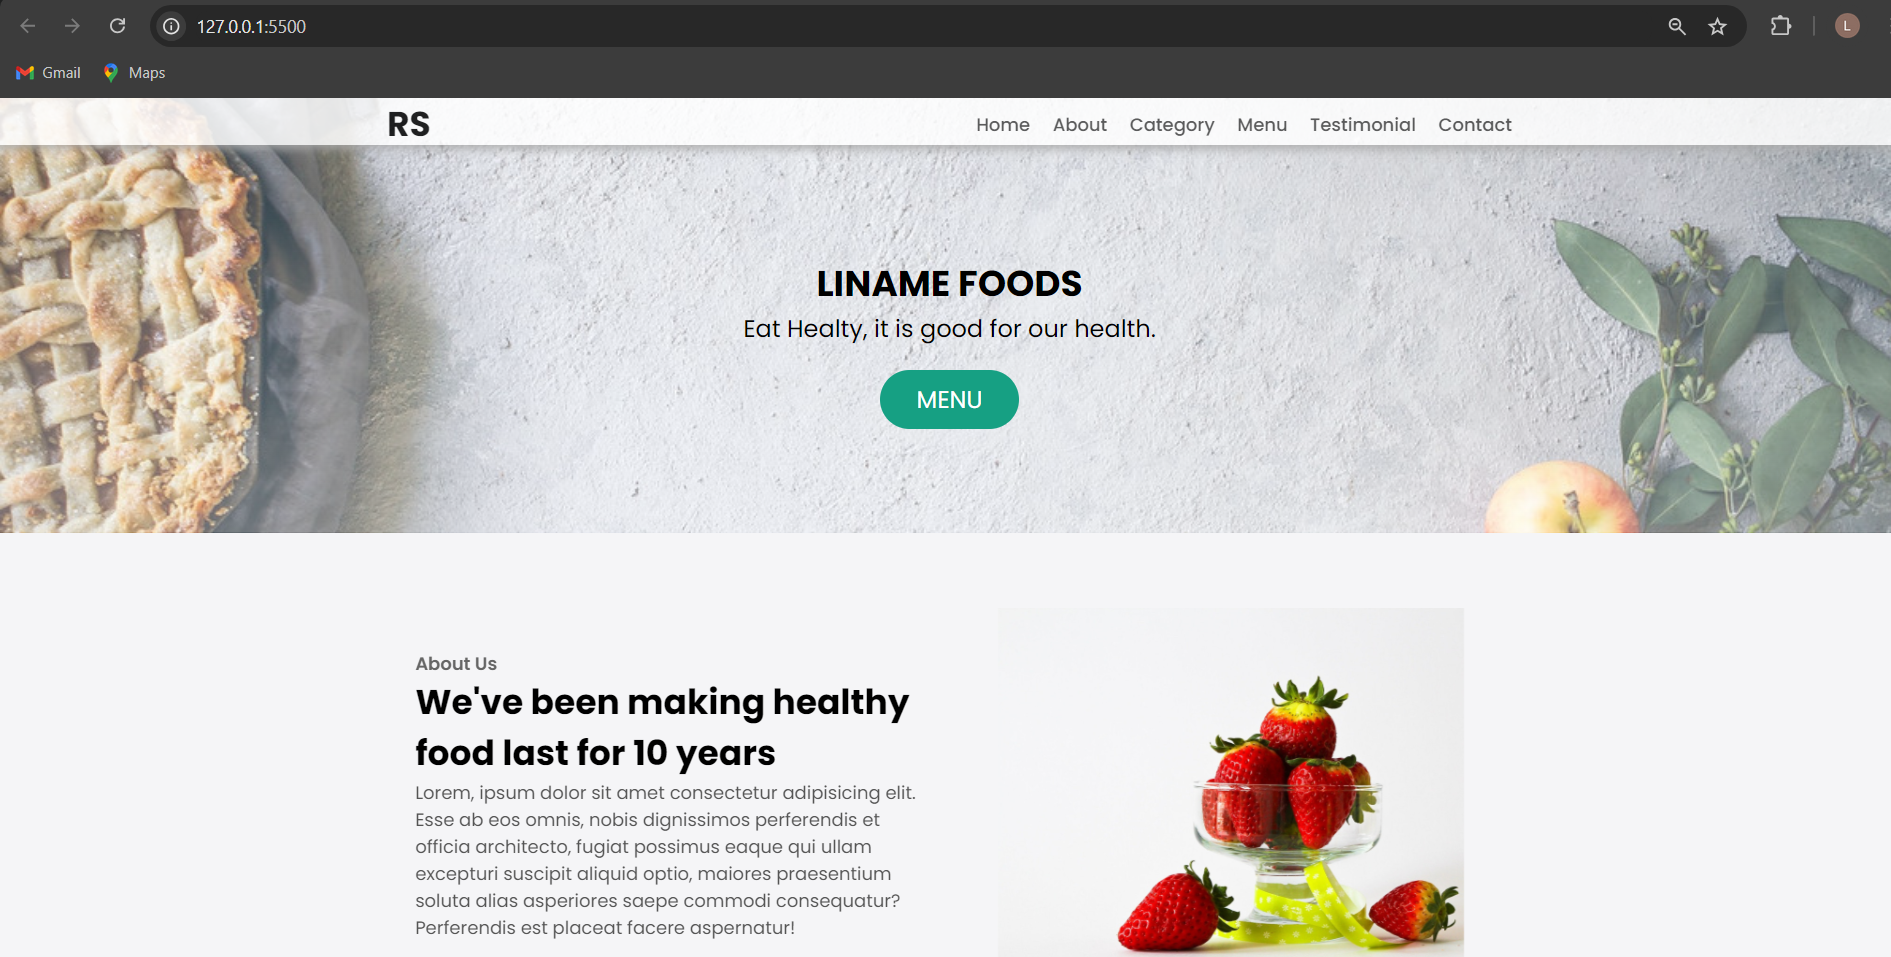 127.0.0.1:5500
L
Gmail Maps
RS Home About Category Menu Testimonial Contact
LINAME FOODS
Eat Healty, it is good for our health.
MENU
About Us
We've been making healthy
food last for 10 years
Lorem, ipsum dolor sit amet consectetur adipisicing elit.
Esse ab eos omnis, nobis dignissimos perferendis et
officia architecto, fugiat possimus eaque qui ullam
excepturi suscipit aliquid optio, maiores praesentium
soluta alias asperiores saepe commodi consequatur?
Perferendis est placeat facere aspernatur!